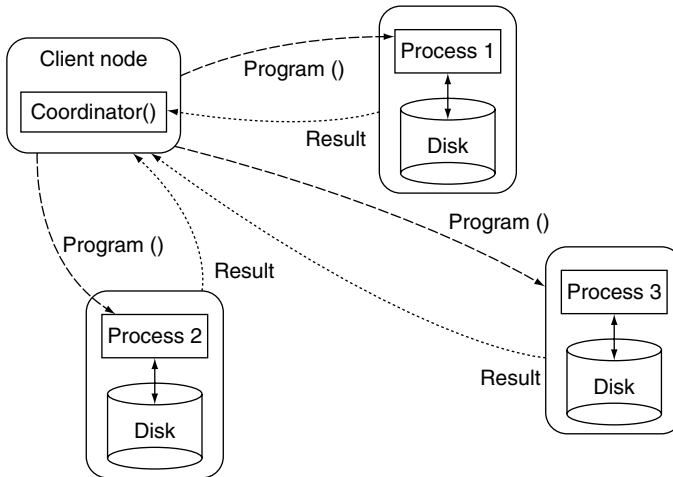 Client node
Coordinator()
Program ()
Result
Process 1
Disk
Program ()
Result
Process 2
Disk
Program ()
Result
Process 3
Disk